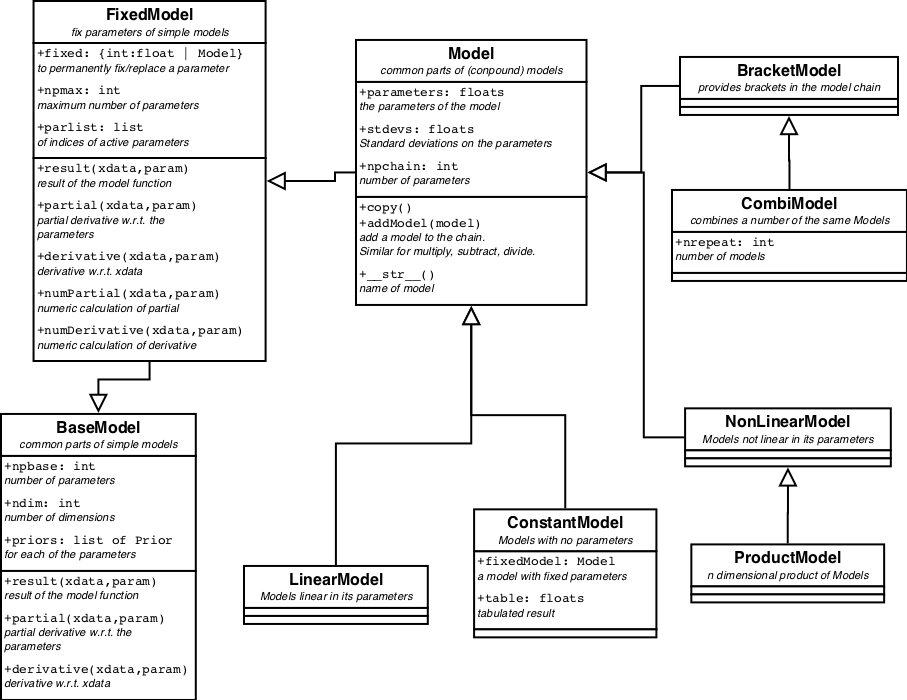 FixedModel
fix parameters of simple models
+fixed: {int:float | Model}
to permanently fix/replace a parameter
+npmax: int
maximum number of parameters
+parlist: list
of indices of active parameters
+result(xdata,param)
result of the model function
+partial(xdata,param)
partial derivative w.r.t. the
parameters
+derivative(xdata,param)
derivative w.r.t. xdata
+numPartial(xdata,param)
numeric calculation of partial
+numDerivative(xdata,param)
numeric calculation of derivative
BaseModel
common parts of simple models
+npbase: int
number of parameters
+ndim: int
number of dimensions
+priors: list of Prior
for each of the parameters
+result(xdata,param)
result of the model function
+partial(xdata,param)
partial derivative w.r.t. the
parameters
+derivative(xdata,param)
derivative w.r.t. xdata
Model
common parts of (conpound) models
+parameters: floats
the parameters of the model
+stdevs: floats
Standard deviations on the parameters
+npchain: int
number of parameters
+copy()
+addModel(model)
add a model to the chain.
Similar for multiply, subtract, divide.
+__str__()
name of model
LinearModel
Models linear in its parameters
ConstantModel
Models with no parameters
+fixedModel: Model
a model with fixed parameters
+table: floats
tabulated result
BracketModel
provides brackets in the model chain
CombiModel
combines a number of the same Models
+nrepeat: int
number of models
NonLinearModel
Models not linear in its parameters
ProductModel
n dimensional product of Models